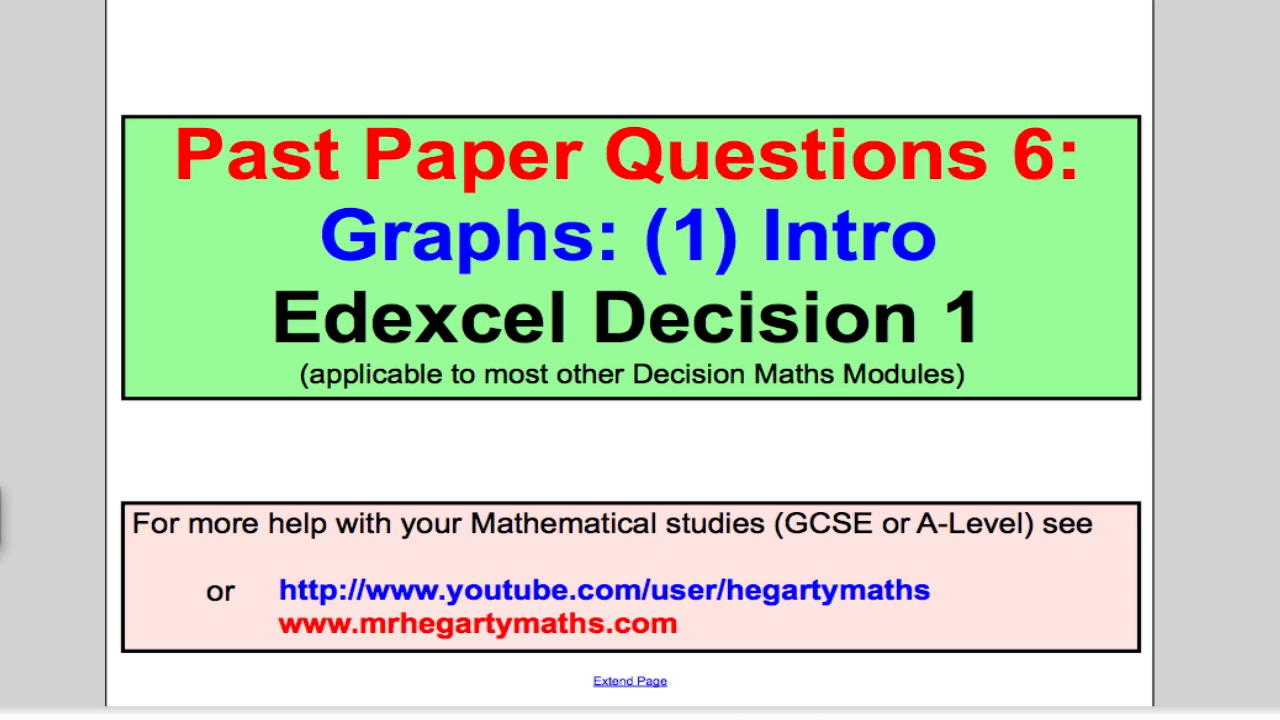 Past Paper Questions 6:
Graphs: (1) Intro
Edexcel Decision 1
(applicable to most other Decision Maths Modules)
For more help with your Mathematical studies (GCSE or A-Level) see
or http://www.youtube.com/user/hegartymaths
www.mrhegartymaths.com
Extend Page